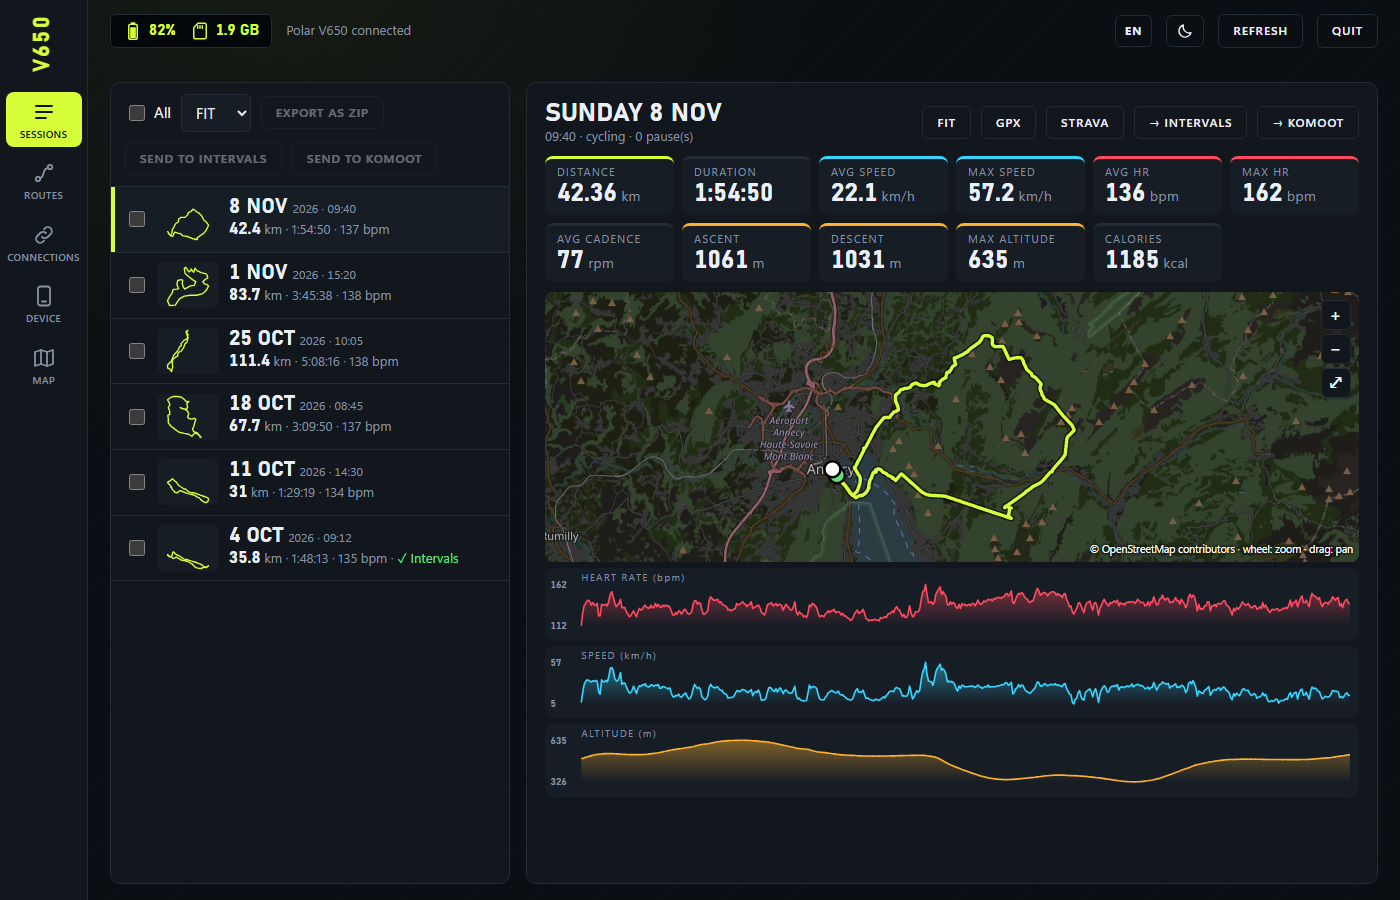 V650
82% 1.9 GB
Polar V650 connected
EN
REFRESH
QUIT
SESSIONS
ROUTES
CONNECTIONS
DEVICE
MAP
All
FIT
EXPORT AS ZIP
SEND TO INTERVALS
SEND TO KOMOOT
8 NOV 2026 · 09:40
42.4 km · 1:54:50 · 137 bpm
1 NOV 2026 · 15:20
83.7 km · 3:45:38 · 138 bpm
25 OCT 2026 · 10:05
111.4 km · 5:08:16 · 138 bpm
18 OCT 2026 · 08:45
67.7 km · 3:09:50 · 137 bpm
11 OCT 2026 · 14:30
31 km · 1:29:19 · 134 bpm
4 OCT 2026 · 09:12
35.8 km · 1:48:13 · 135 bpm · ✓ Intervals
SUNDAY 8 NOV
09:40 · cycling · 0 pause(s)
FIT
GPX
STRAVA
→ INTERVALS
→ KOMOOT
DISTANCE
42.36 km
DURATION
1:54:50
AVG SPEED
22.1 km/h
MAX SPEED
57.2 km/h
AVG HR
136 bpm
MAX HR
162 bpm
AVG CADENCE
77 rpm
ASCENT
1061 m
DESCENT
1031 m
MAX ALTITUDE
635 m
CALORIES
1185 kcal
+
−
Aéroport
Annecy
Haute-Savoie
Mont Blanc
Annecy
Rumilly
© OpenStreetMap contributors · wheel: zoom · drag: pan
HEART RATE (bpm)
162
112
SPEED (km/h)
57
5
ALTITUDE (m)
635
326